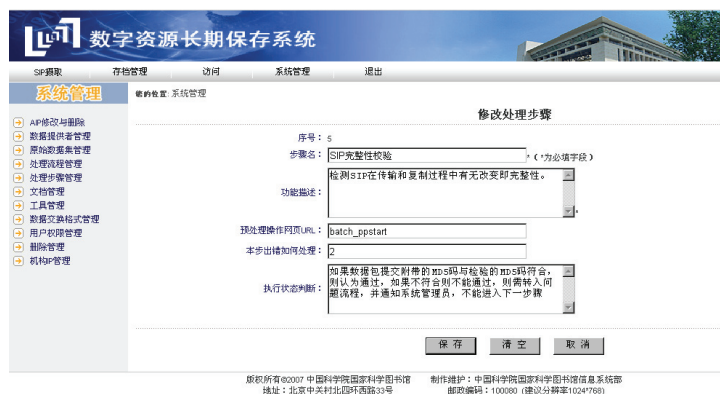 数字资源长期保存系统
SIP摄取 存档管理 访问 系统管理 退出
系统管理
您的位置:系统管理
AIP修改与删除
数据提供者管理
原始数据集管理
处理流程管理
处理步骤管理
文档管理
工具管理
数据交换格式管理
用户权限管理
删除管理
机构IP管理
修改处理步骤
序号：5
步骤名：SIP完整性校验 *（*为必填字段）
功能描述：检测SIP在传输和复制过程中有无改变即完整性。 *
预处理操作网页URL：batch_ppstart
本步出错如何处理：2
执行状态判断：如果数据包提交附带的MD5码与检验的MD5码符合，
则认为通过，如果不符合则不能通过，则需转入问
题流程，并通知系统管理员，不能进入下一步骤
保存 清空 取消
版权所有©2007 中国科学院国家科学图书馆 制作维护：中国科学院国家科学图书馆信息系统部
地址：北京中关村北四环西路33号 邮政编码：100080 (建议分辨率1024*768)